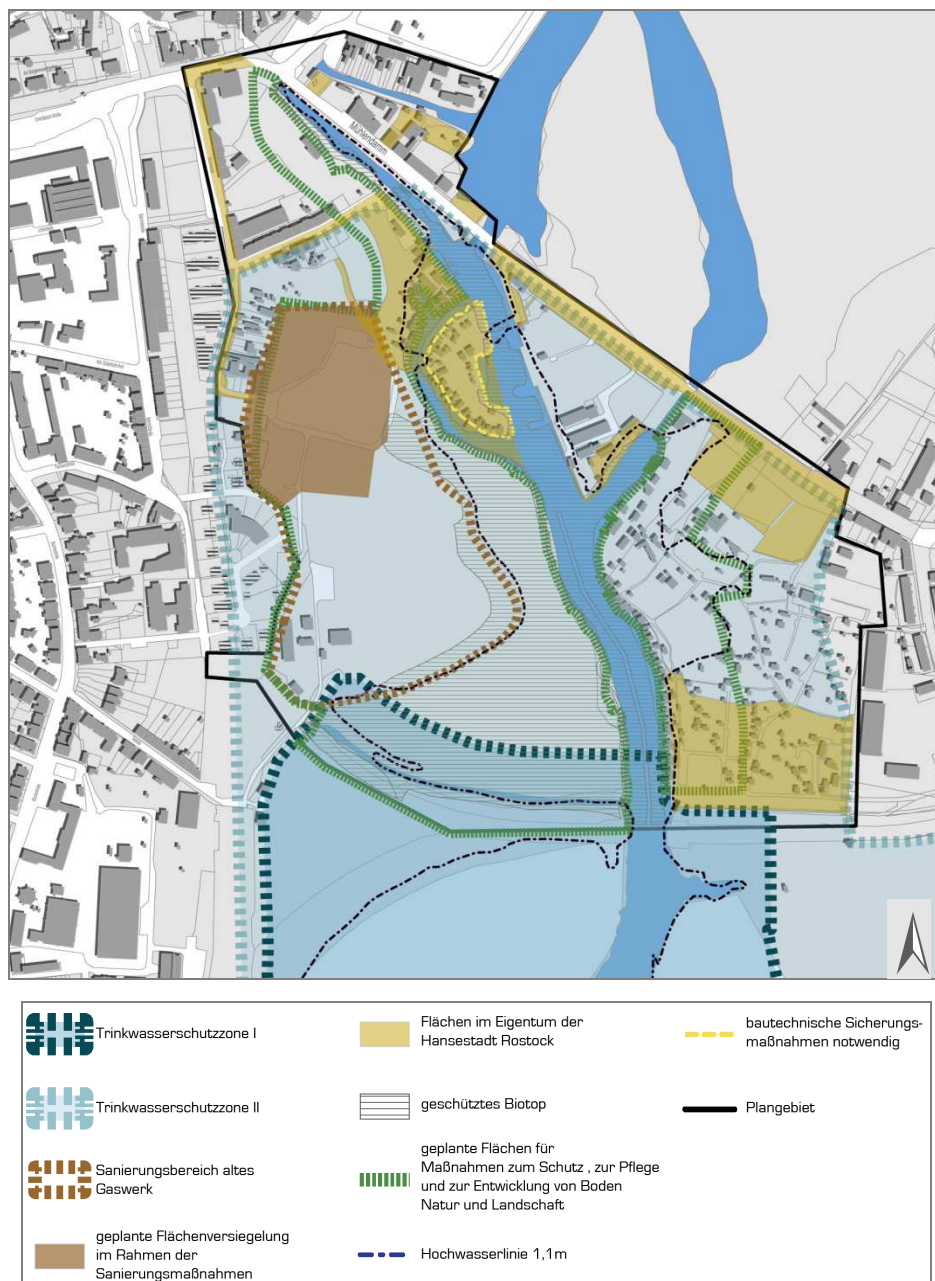 Mühlendamm
Trinkwasserschutzzone I
Trinkwasserschutzzone II
Sanierungsbereich altes
Gaswerk
geplante Flächenversiegelung
im Rahmen der
Sanierungsmaßnahmen
Flächen im Eigentum der
Hansestadt Rostock
geschütztes Biotop
geplante Flächen für
Maßnahmen zum Schutz , zur Pflege
und zur Entwicklung von Boden
Natur und Landschaft
Hochwasserlinie 1,1m
bautechnische Sicherungs-
maßnahmen notwendig
Plangebiet